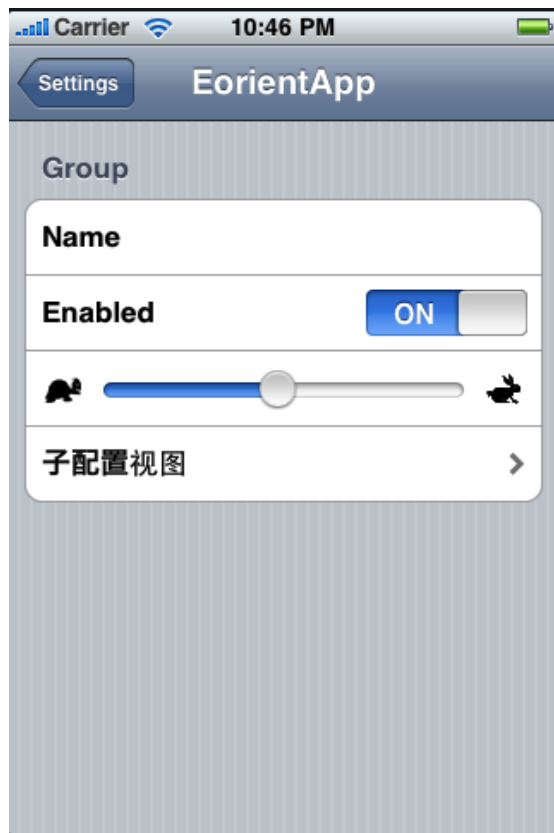 Carrier 10:46 PM
Settings EorientApp
Group
Name
Enabled ON
子配置视图